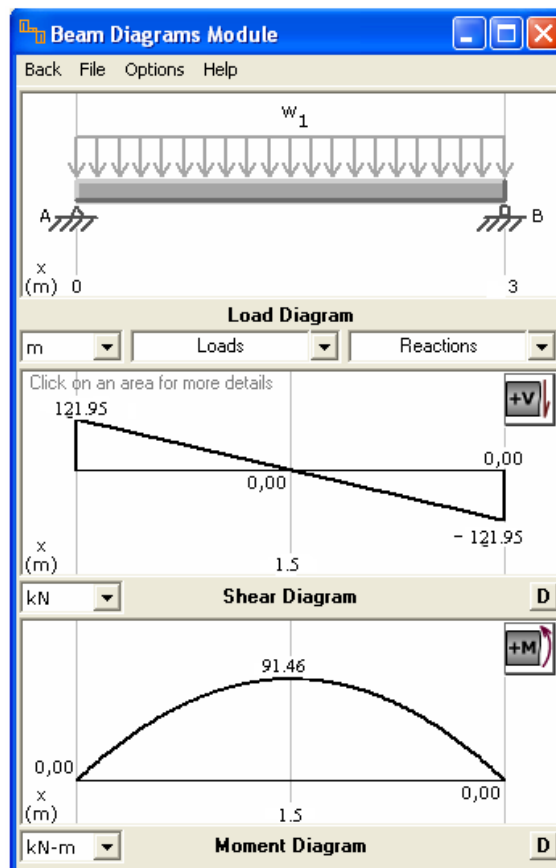 Beam Diagrams Module
Back File Options Help
w1
A B
x
(m) 0 3
Load Diagram
m Loads Reactions
Click on an area for more details
+V
121.95
0,00
0,00
- 121.95
x
(m) 1.5
kN Shear Diagram D
+M
91.46
0,00
0,00
x
(m) 1.5
kN-m Moment Diagram D